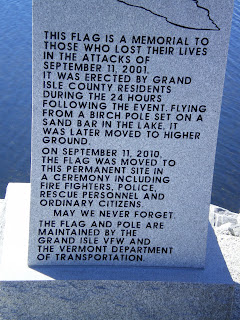 THIS FLAG IS A MEMORIAL TO
THOSE WHO LOST THEIR LIVES
IN THE ATTACKS OF
SEPTEMBER 11, 2001.
IT WAS ERECTED BY GRAND
ISLE COUNTY RESIDENTS
DURING THE 24 HOURS
FOLLOWING THE EVENT. FLYING
FROM A BIRCH POLE SET ON A
SAND BAR IN THE LAKE. IT
WAS LATER MOVED TO HIGHER
GROUND.
ON SEPTEMBER 11, 2010,
THE FLAG WAS MOVED TO
THIS PERMANENT SITE IN
A CEREMONY INCLUDING
FIRE FIGHTERS, POLICE,
RESCUE PERSONNEL AND
ORDINARY CITIZENS.
MAY WE NEVER FORGET.
THE FLAG AND POLE ARE
MAINTAINED BY THE
GRAND ISLE VFW AND
THE VERMONT DEPARTMENT
OF TRANSPORTATION.